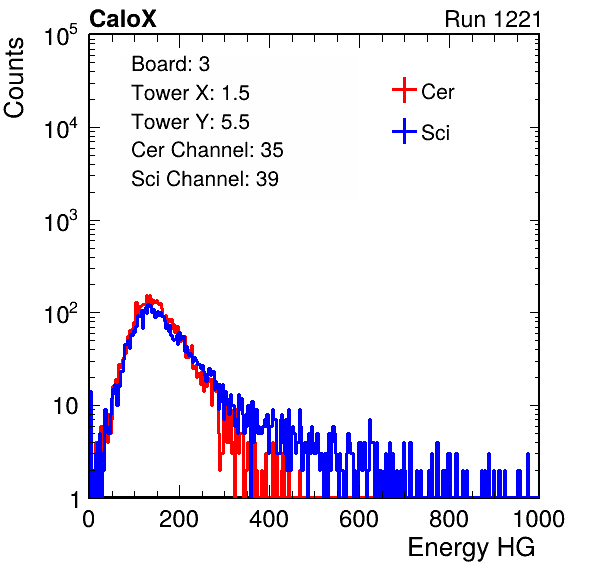 CaloX Run 1221
Counts
Board: 3
Tower X: 1.5
Tower Y: 5.5
Cer Channel: 35
Sci Channel: 39
Cer
Sci
10^5
10^4
10^3
10^2
10
1
0 200 400 600 800 1000
Energy HG